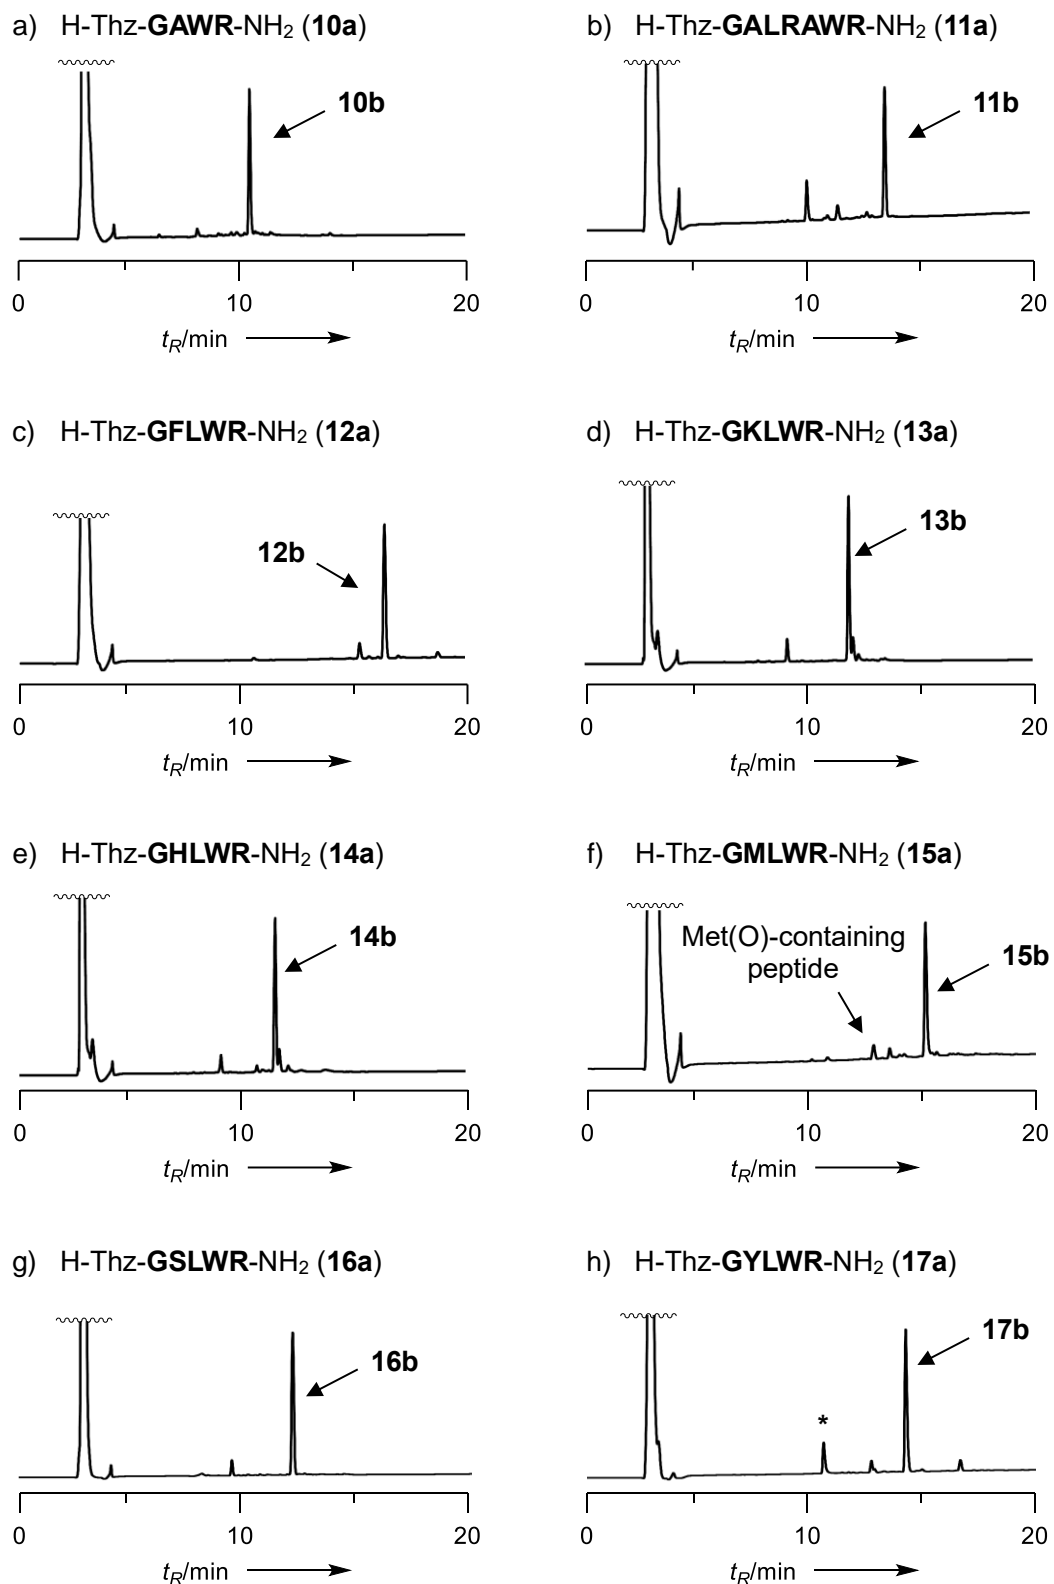 a) H-Thz-GAWR-NH2 (10a)
10b
0 10 20
tR/min
b) H-Thz-GALRAWR-NH2 (11a)
11b
0 10 20
tR/min
c) H-Thz-GFLWR-NH2 (12a)
12b
0 10 20
tR/min
d) H-Thz-GKLWR-NH2 (13a)
13b
0 10 20
tR/min
e) H-Thz-GHLWR-NH2 (14a)
14b
0 10 20
tR/min
f) H-Thz-GMLWR-NH2 (15a)
Met(O)-containing
peptide
15b
0 10 20
tR/min
g) H-Thz-GSLWR-NH2 (16a)
16b
0 10 20
tR/min
h) H-Thz-GYLWR-NH2 (17a)
17b
*
0 10 20
tR/min